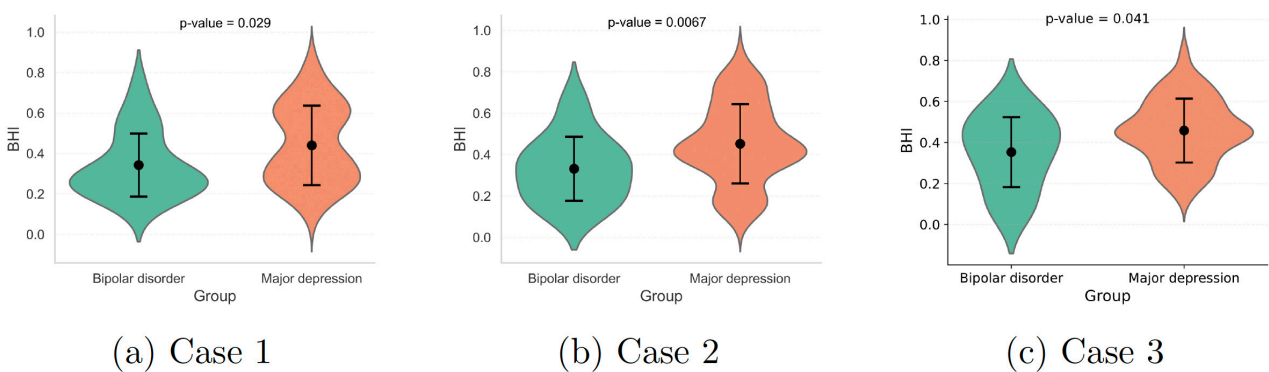 p-value = 0.029
1.0
0.8
0.6
0.4
0.2
0.0
BHI
Bipolar disorder
Major depression
Group
(a) Case 1
p-value = 0.0067
1.0
0.8
0.6
0.4
0.2
0.0
BHI
Bipolar disorder
Major depression
Group
(b) Case 2
p-value = 0.041
1.0
0.8
0.6
0.4
0.2
0.0
BHI
Bipolar disorder
Major depression
Group
(c) Case 3